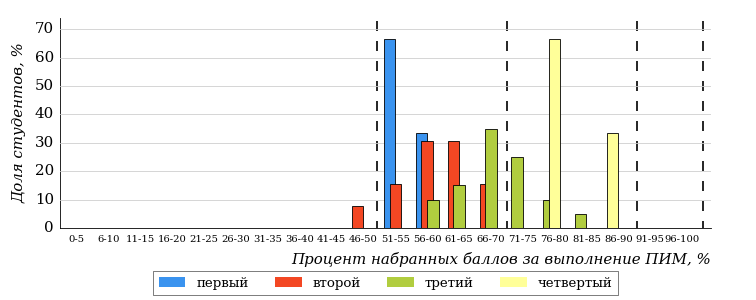 Доля студентов, %
70
60
50
40
30
20
10
0
0-5 6-10 11-15 16-20 21-25 26-30 31-35 36-40 41-45 46-50 51-55 56-60 61-65 66-70 71-75 76-80 81-85 86-90 91-95 96-100
Процент набранных баллов за выполнение ПИМ, %
первый второй третий четвертый